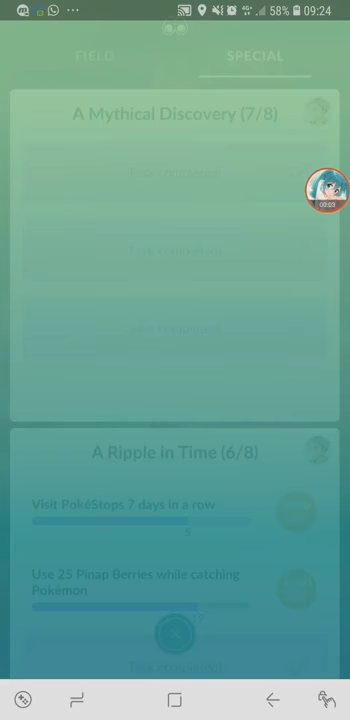 58% 09:24
FIELD
SPECIAL
A Mythical Discovery (7/8)
Task completed!
Task completed!
00:03
Task completed!
A Ripple in Time (6/8)
Visit PokéStops 7 days in a row
5
Use 25 Pinap Berries while catching
Pokémon
Task completed!